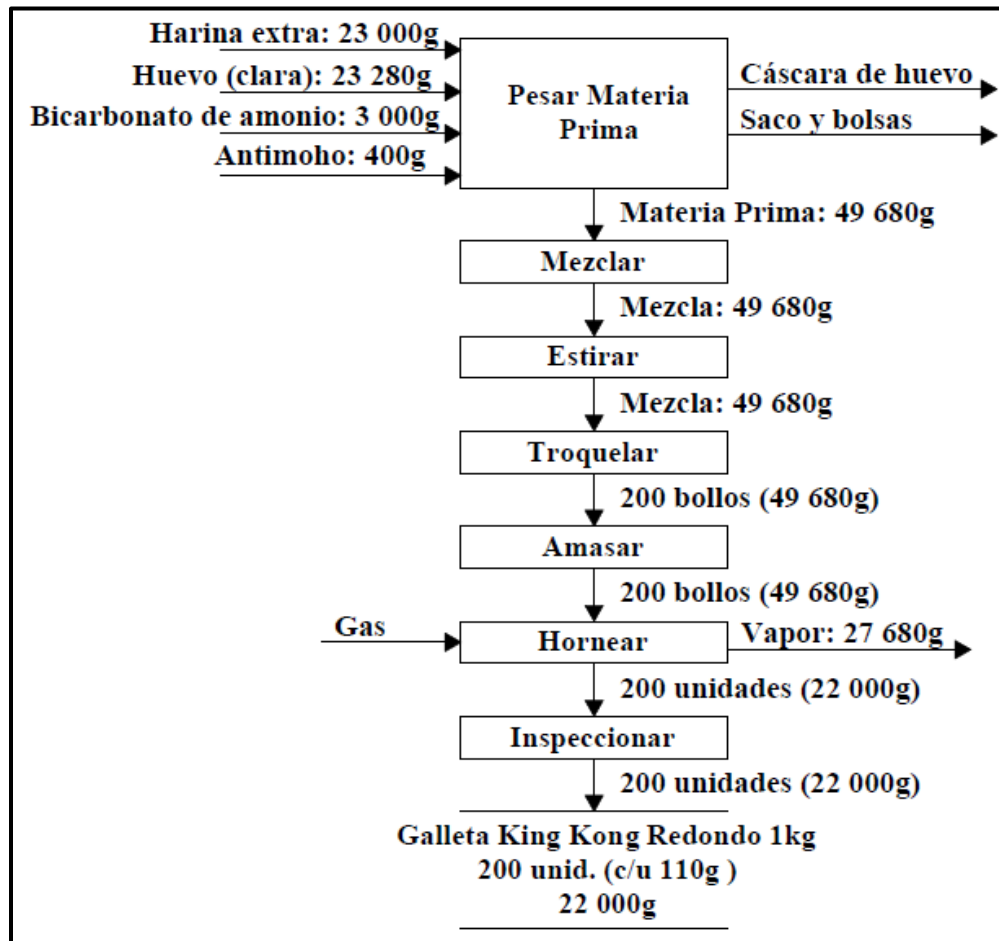 Harina extra: 23 000g
Huevo (clara): 23 280g
Bicarbonato de amonio: 3 000g
Antimoho: 400g
Pesar Materia
Prima
Cáscara de huevo
Saco y bolsas
Materia Prima: 49 680g
Mezclar
Mezcla: 49 680g
Estirar
Mezcla: 49 680g
Troquelar
200 bollos (49 680g)
Amasar
200 bollos (49 680g)
Gas
Hornear
Vapor: 27 680g
200 unidades (22 000g)
Inspeccionar
200 unidades (22 000g)
Galleta King Kong Redondo 1kg
200 unid. (c/u 110g )
22 000g